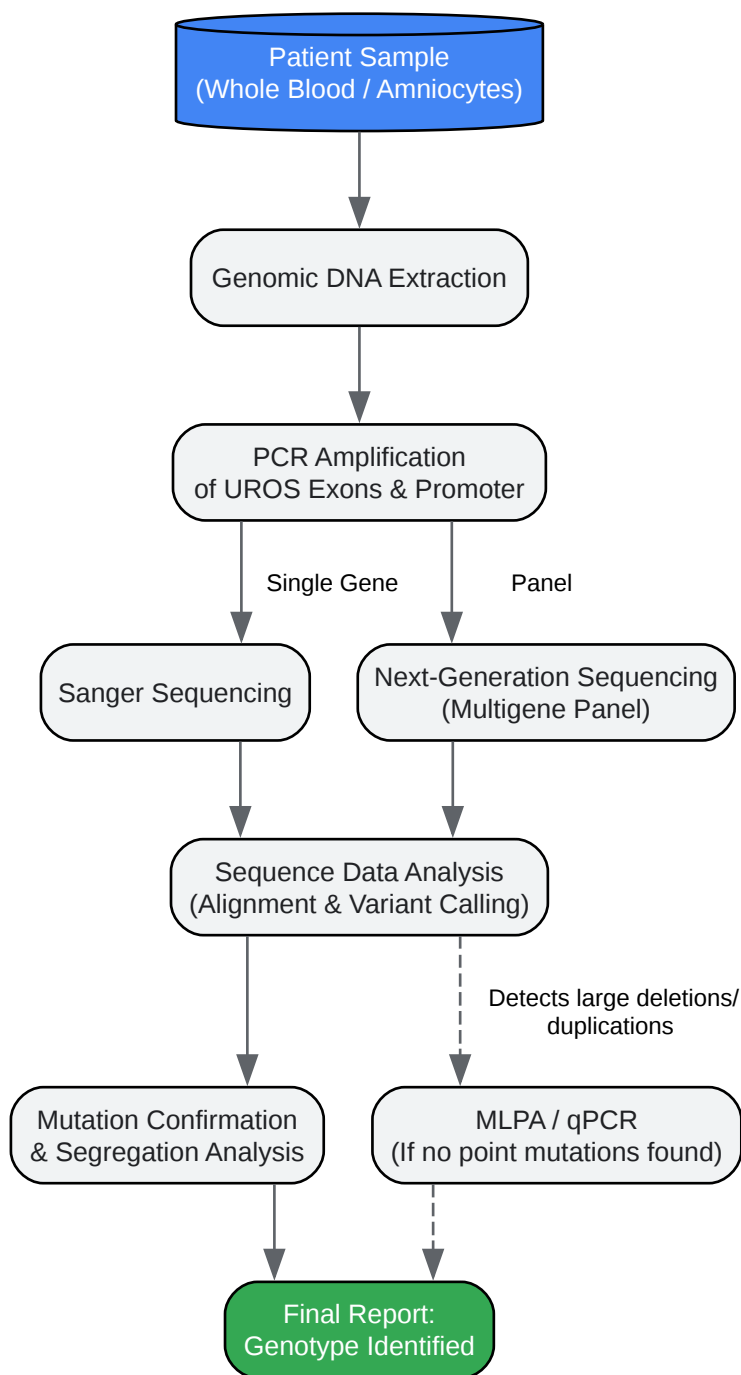 Patient Sample
(Whole Blood / Amniocytes)
Genomic DNA Extraction
PCR Amplification
of UROS Exons & Promoter
Single Gene
Panel
Sanger Sequencing
Next-Generation Sequencing
(Multigene Panel)
Sequence Data Analysis
(Alignment & Variant Calling)
Detects large deletions/
duplications
Mutation Confirmation
& Segregation Analysis
MLPA / qPCR
(If no point mutations found)
Final Report:
Genotype Identified